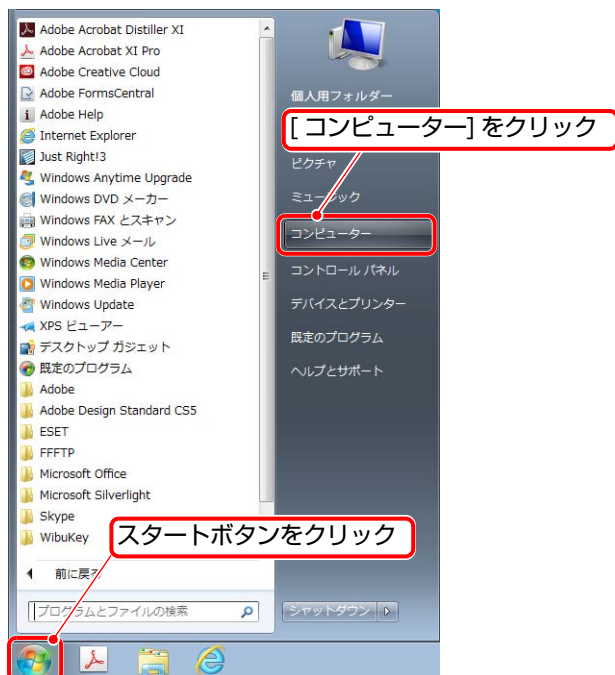 Adobe Acrobat Distiller XI
Adobe Acrobat XI Pro
Adobe Creative Cloud
Adobe FormsCentral
Adobe Help
Internet Explorer
Just Right!3
Windows Anytime Upgrade
Windows DVD メーカー
Windows FAX とスキャン
Windows Live メール
Windows Media Center
Windows Media Player
Windows Update
XPS ビューアー
デスクトップ ガジェット
既定のプログラム
Adobe
Adobe Design Standard CS5
ESET
FFFTP
Microsoft Office
Microsoft Silverlight
Skype
WibuKey
前に戻る
プログラムとファイルの検索
個人用フォルダー
[コンピューター] をクリック
ピクチャ
ミュージック
コンピューター
コントロール パネル
デバイスとプリンター
既定のプログラム
ヘルプとサポート
スタートボタンをクリック
シャットダウン